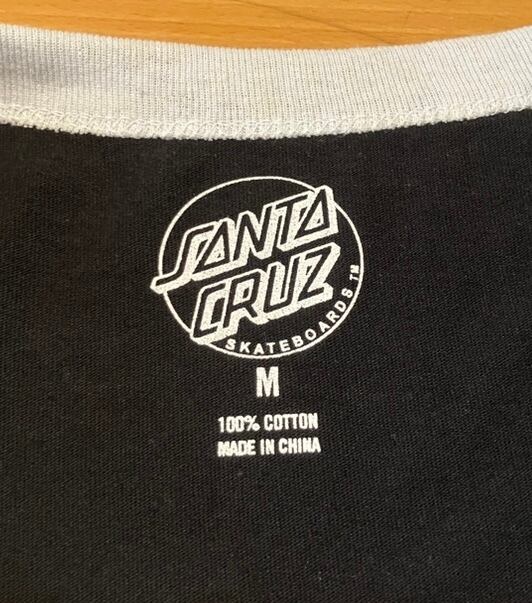 SANTA
CRUZ
SKATEBOARDS™
M
100% COTTON
MADE IN CHINA